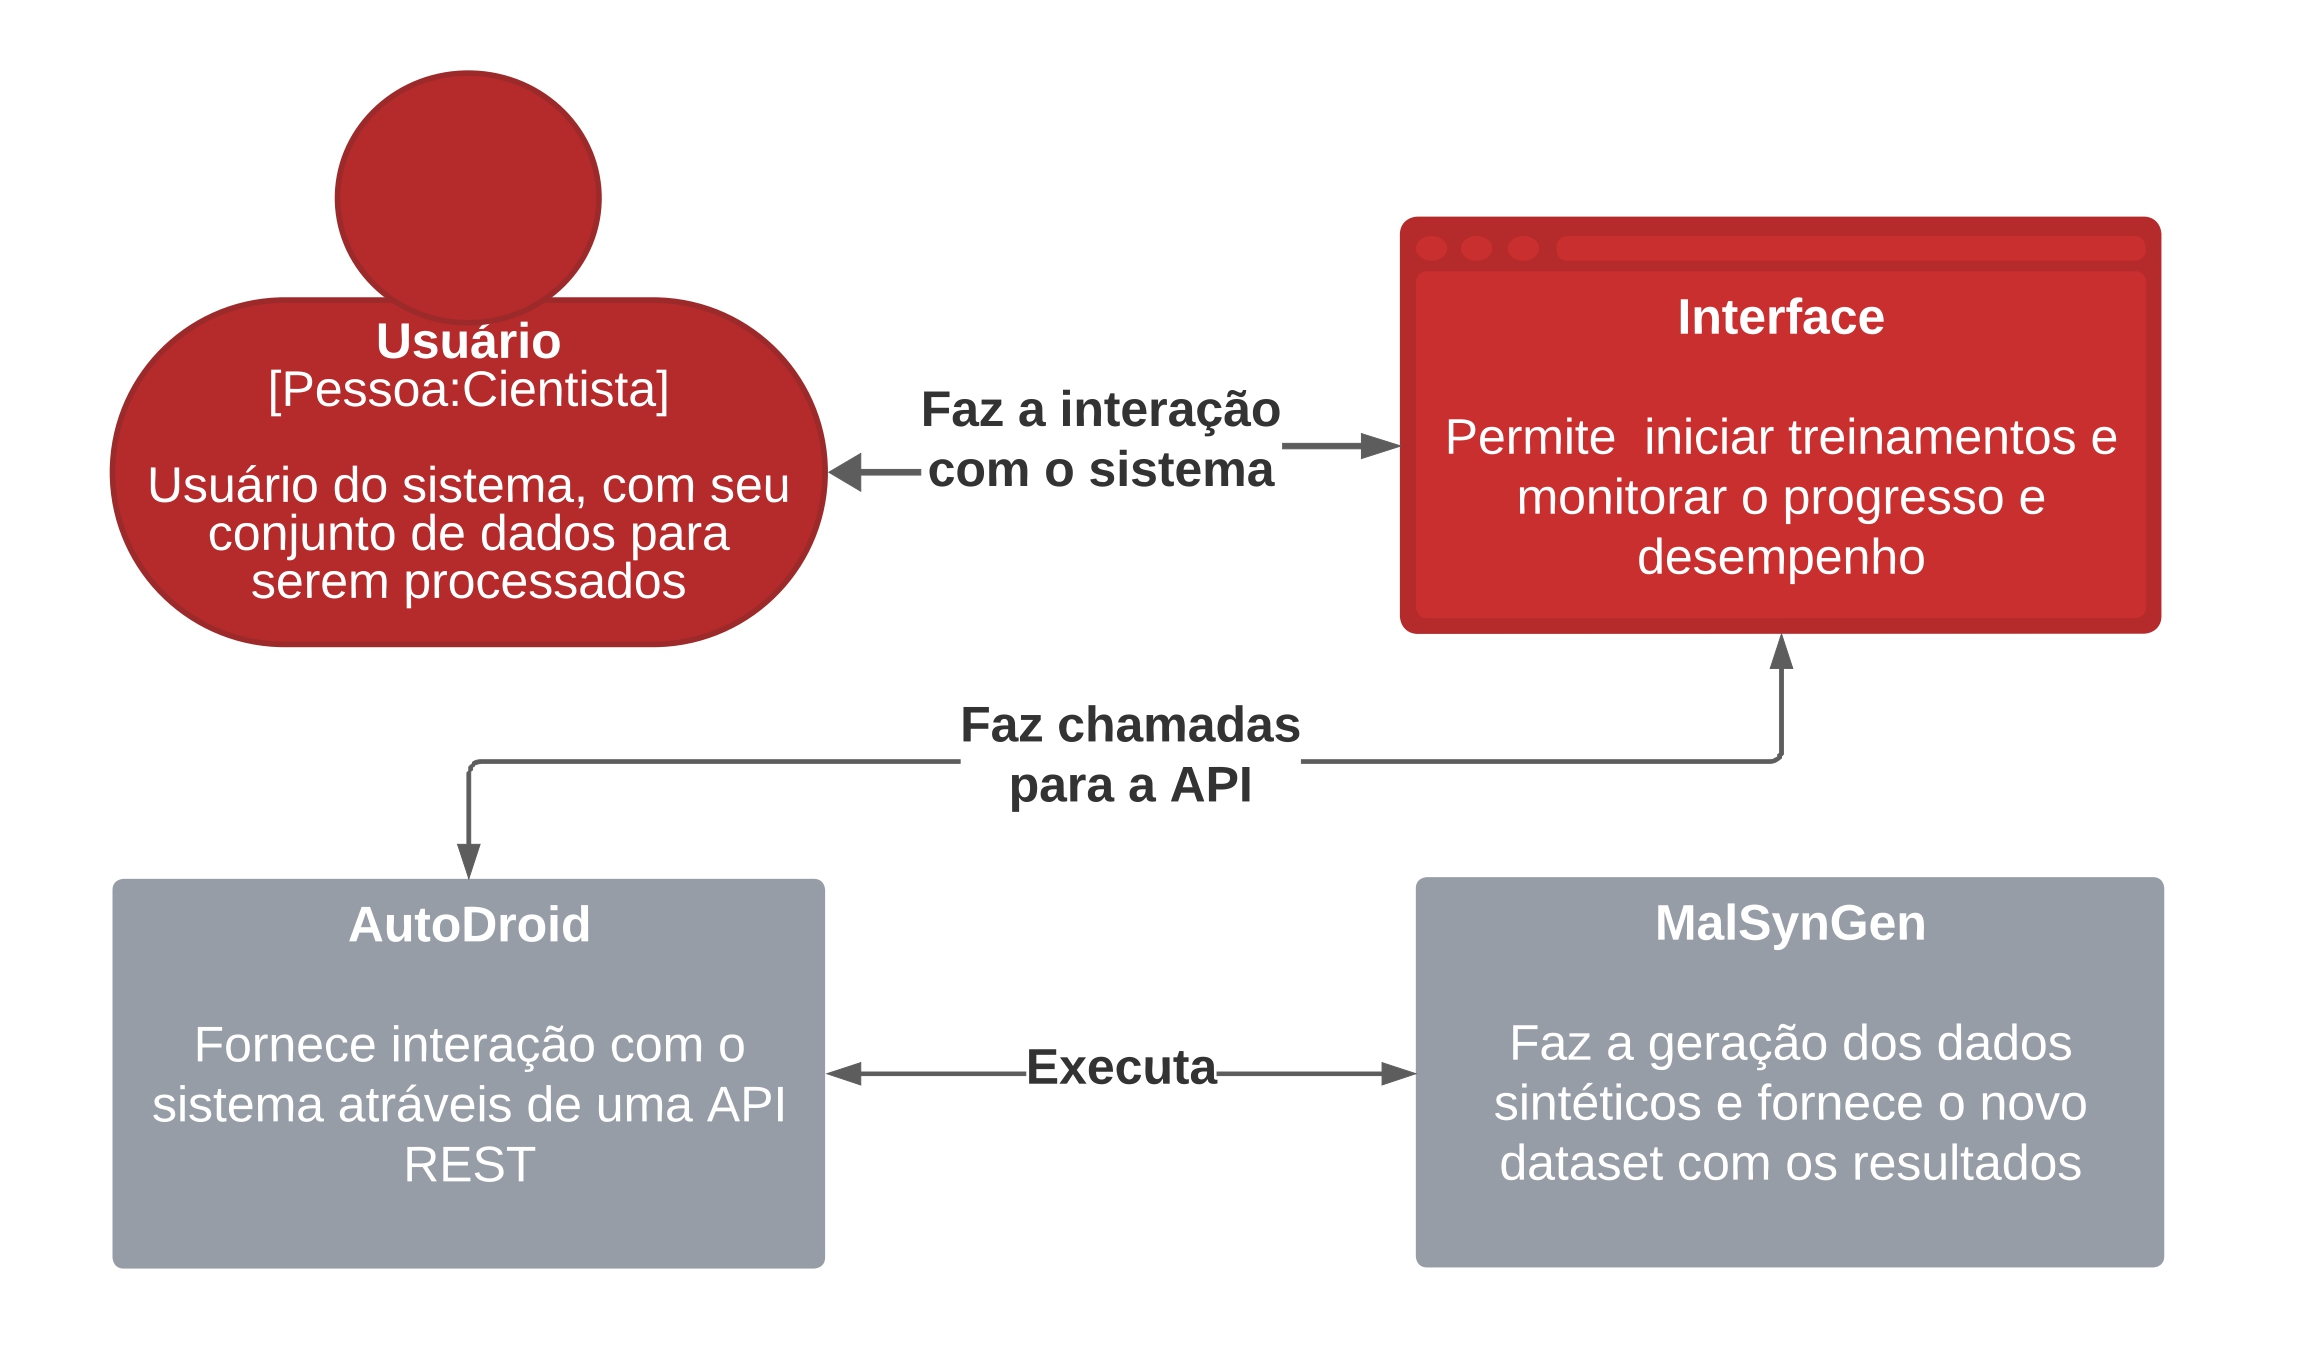 Usuário
[Pessoa:Cientista]
Usuário do sistema, com seu
conjunto de dados para
serem processados
Faz a interação
com o sistema
Interface
Permite  iniciar treinamentos e
monitorar o progresso e
desempenho
Faz chamadas
para a API
AutoDroid
Fornece interação com o
sistema atráveis de uma API
REST
Executa
MalSynGen
Faz a geração dos dados
sintéticos e fornece o novo
dataset com os resultados